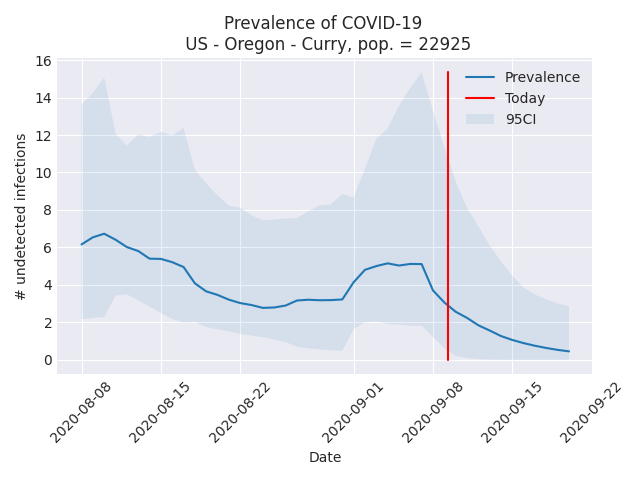 Prevalence of COVID-19
US - Oregon - Curry, pop. = 22925
16
14
12
10
8
6
4
2
0
# undetected infections
Prevalence
Today
95CI
2020-08-08
2020-08-15
2020-08-22
2020-09-01
2020-09-08
2020-09-15
2020-09-22
Date